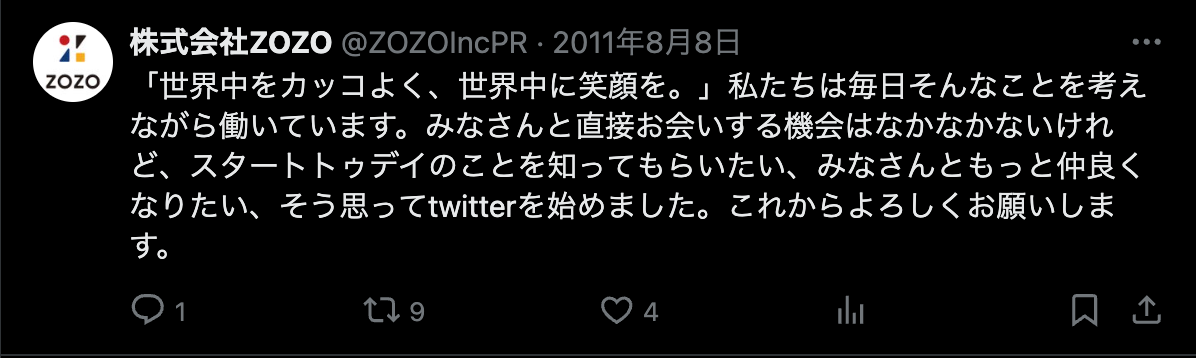 株式会社ZOZO @ZOZOIncPR · 2011年8月8日
ZOZO
「世界中をカッコよく、世界中に笑顔を。」私たちは毎日そんなことを考え
ながら働いています。みなさんと直接お会いする機会はなかなかないけれ
ど、スタートトゥデイのことを知ってもらいたい、みなさんともっと仲良く
なりたい、そう思ってtwitterを始めました。これからよろしくお願いしま
す。
1 9 4